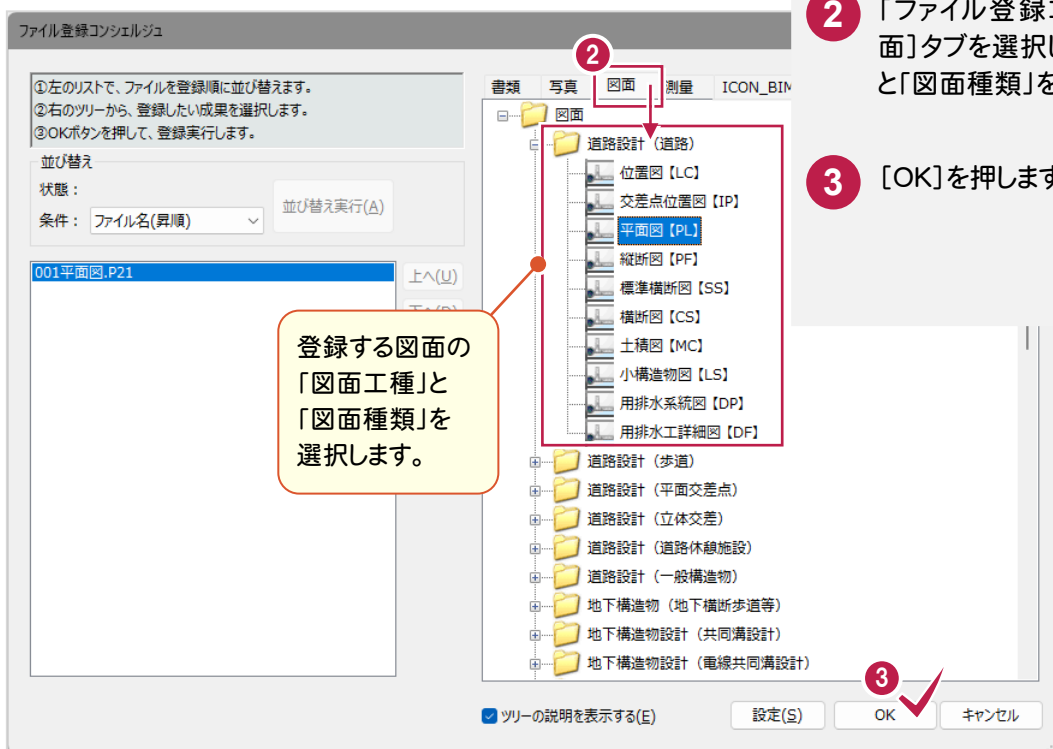 ファイル登録コンシェルジュ
①左のリストで、ファイルを登録順に並び替えます。
②右のツリーから、登録したい成果を選択します。
③OKボタンを押して、登録実行します。
並び替え
状態：
条件： ファイル名(昇順)
並び替え実行(A)
001平面図.P21
上へ(U)
登録する図面の
「図面工種」と
「図面種類」を
選択します。
2
書類 写真 図面 測量 ICON_BIM
図面
道路設計（道路）
位置図【LC】
交差点位置図【IP】
平面図【PL】
縦断図【PF】
標準横断図【SS】
横断図【CS】
土積図【MC】
小構造物図【LS】
用排水系統図【DP】
用排水工詳細図【DF】
道路設計（歩道）
道路設計（平面交差点）
道路設計（立体交差）
道路設計（道路休憩施設）
道路設計（一般構造物）
地下構造物（地下横断歩道等）
地下構造物設計（共同溝設計）
地下構造物設計（電線共同溝設計）
3
ツリーの説明を表示する(E)
設定(S)
OK
キャンセル
2 「ファイル登録
面]タブを選択し
と「図面種類」を
3 [OK]を押します